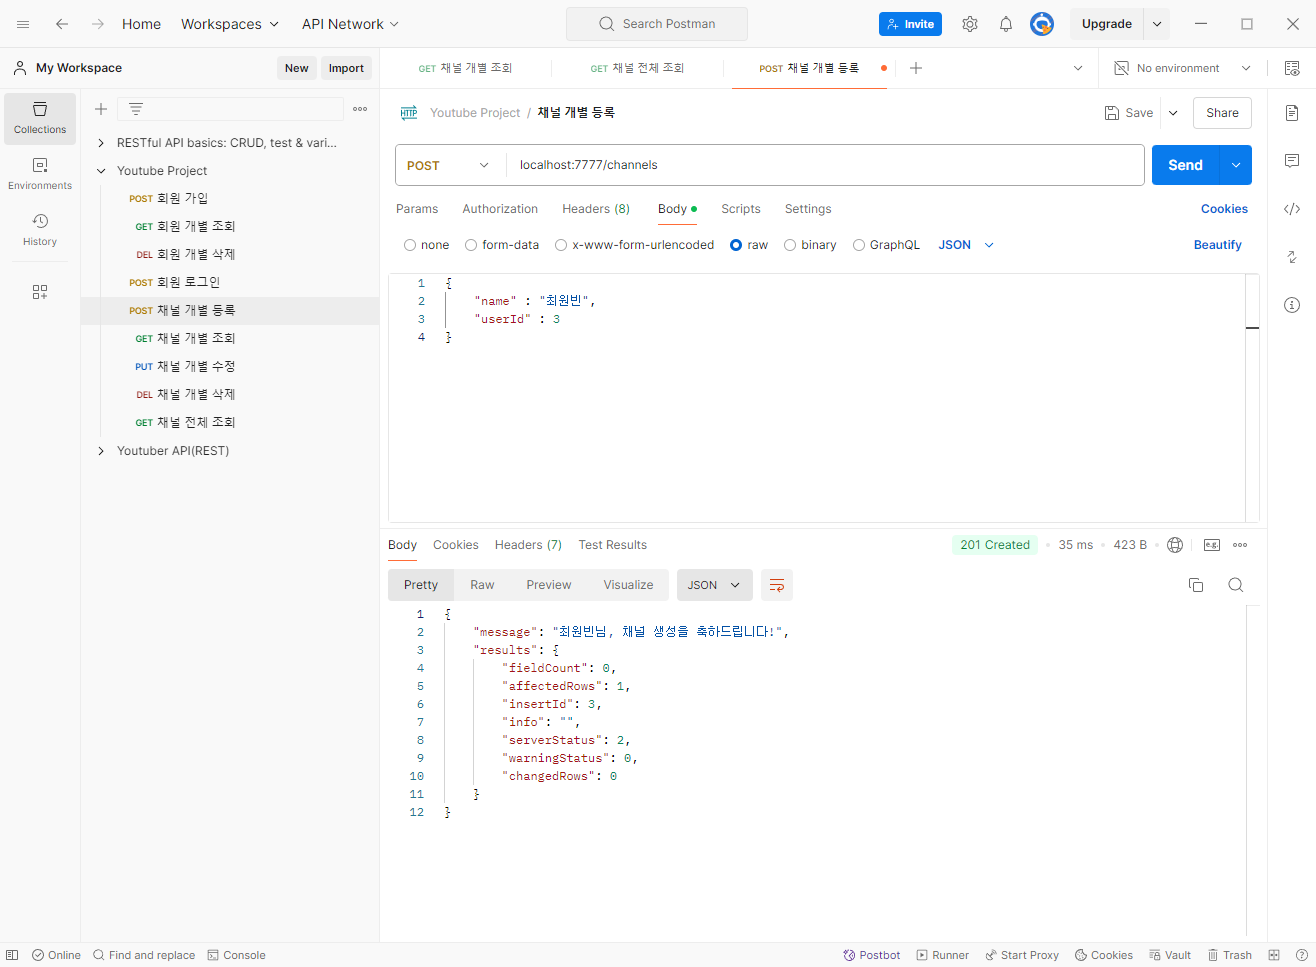 Home Workspaces API Network Search Postman Invite Upgrade
My Workspace New Import GET 채널 개별 조회 GET 채널 전체 조회 POST 채널 개별 등록 No environment
Collections
Environments
History
RESTful API basics: CRUD, test & vari...
Youtube Project
POST 회원 가입
GET 회원 개별 조회
DEL 회원 개별 삭제
POST 회원 로그인
POST 채널 개별 등록
GET 채널 개별 조회
PUT 채널 개별 수정
DEL 채널 개별 삭제
GET 채널 전체 조회
Youtuber API(REST)
HTTP Youtube Project / 채널 개별 등록 Save Share
POST localhost:7777/channels Send
Params Authorization Headers (8) Body Scripts Settings Cookies
none form-data x-www-form-urlencoded raw binary GraphQL JSON Beautify
1 {
2 "name" : "최원빈",
3 "userId" : 3
4 }
Body Cookies Headers (7) Test Results 201 Created 35 ms 423 B e.g.
Pretty Raw Preview Visualize JSON
1 {
2 "message": "최원빈님, 채널 생성을 축하드립니다!",
3 "results": {
4 "fieldCount": 0,
5 "affectedRows": 1,
6 "insertId": 3,
7 "info": "",
8 "serverStatus": 2,
9 "warningStatus": 0,
10 "changedRows": 0
11 }
12 }
Online Find and replace Console Postbot Runner Start Proxy Cookies Vault Trash